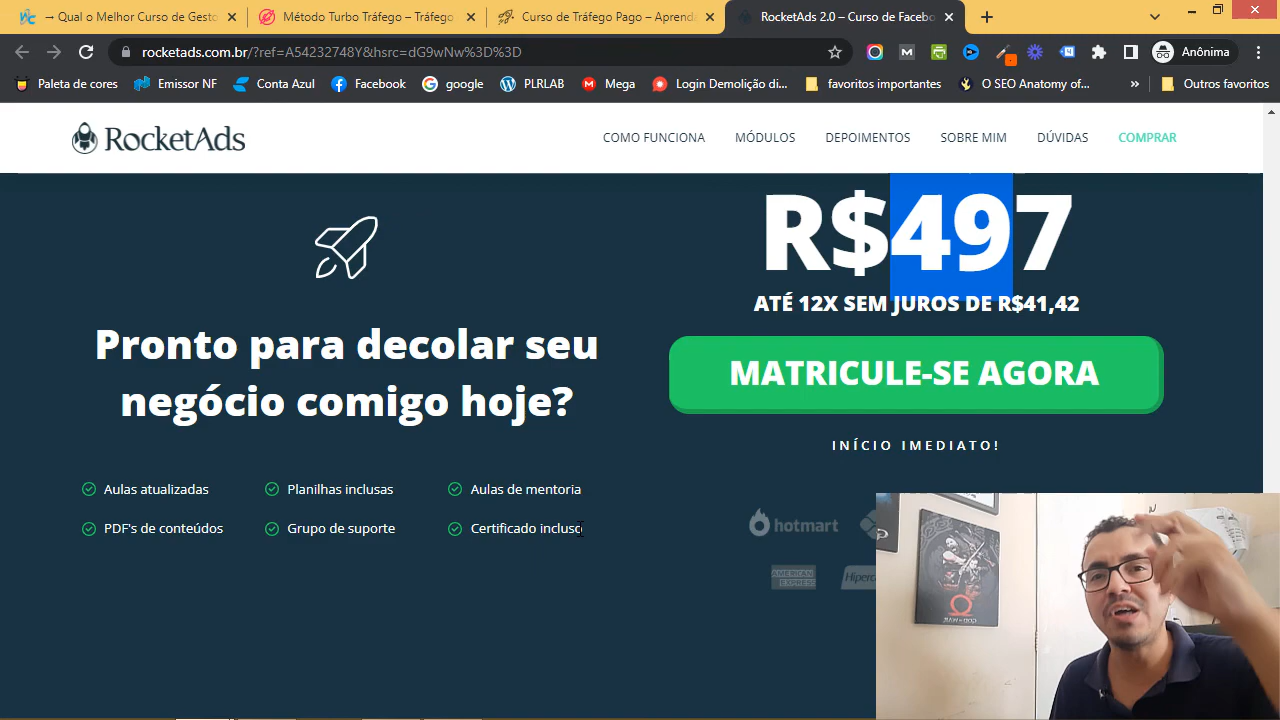 → Qual o Melhor Curso de Gesto
Método Turbo Tráfego – Tráfego
Curso de Tráfego Pago – Aprend
RocketAds 2.0 – Curso de Facebo
rocketads.com.br/?ref=A54232748Y&hsrc=dG9wNw%3D%3D
Anônima
Paleta de cores
Emissor NF
Conta Azul
Facebook
google
PLRLAB
Mega
Login Demolição di...
favoritos importantes
O SEO Anatomy of...
»
Outros favoritos
RocketAds
COMO FUNCIONA
MÓDULOS
DEPOIMENTOS
SOBRE MIM
DÚVIDAS
COMPRAR
R$497
ATÉ 12X SEM JUROS DE R$41,42
MATRICULE-SE AGORA
INÍCIO IMEDIATO!
Pronto para decolar seu
negócio comigo hoje?
Aulas atualizadas
Planilhas inclusas
Aulas de mentoria
PDF's de conteúdos
Grupo de suporte
Certificado incluso
hotmart
AMERICAN
EXPRESS
GOD OF WAR